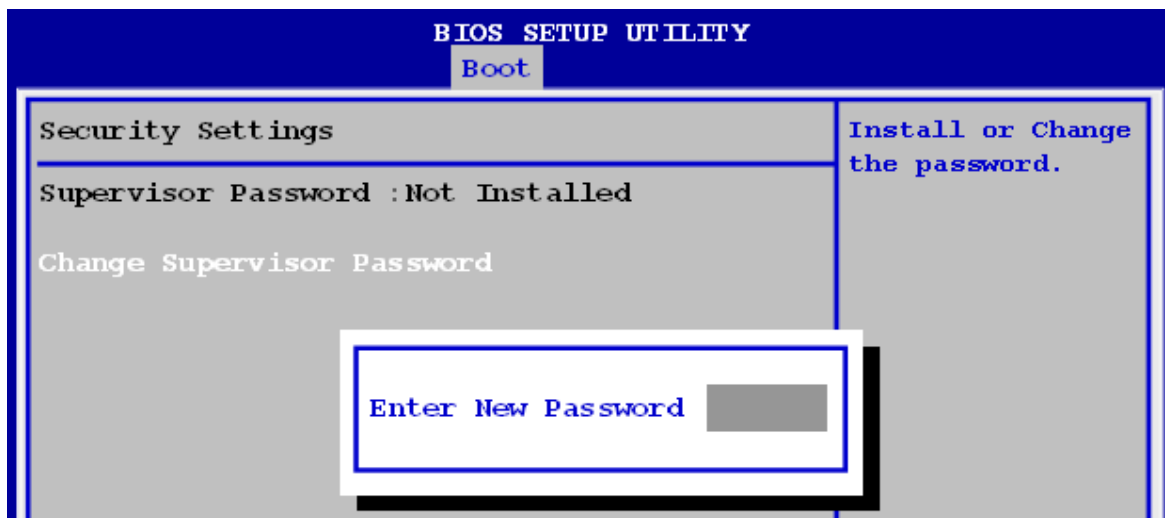 BIOS SETUP UTILITY
Boot
Security Settings
Supervisor Password :Not Installed
Change Supervisor Password
Install or Change
the password.
Enter New Password